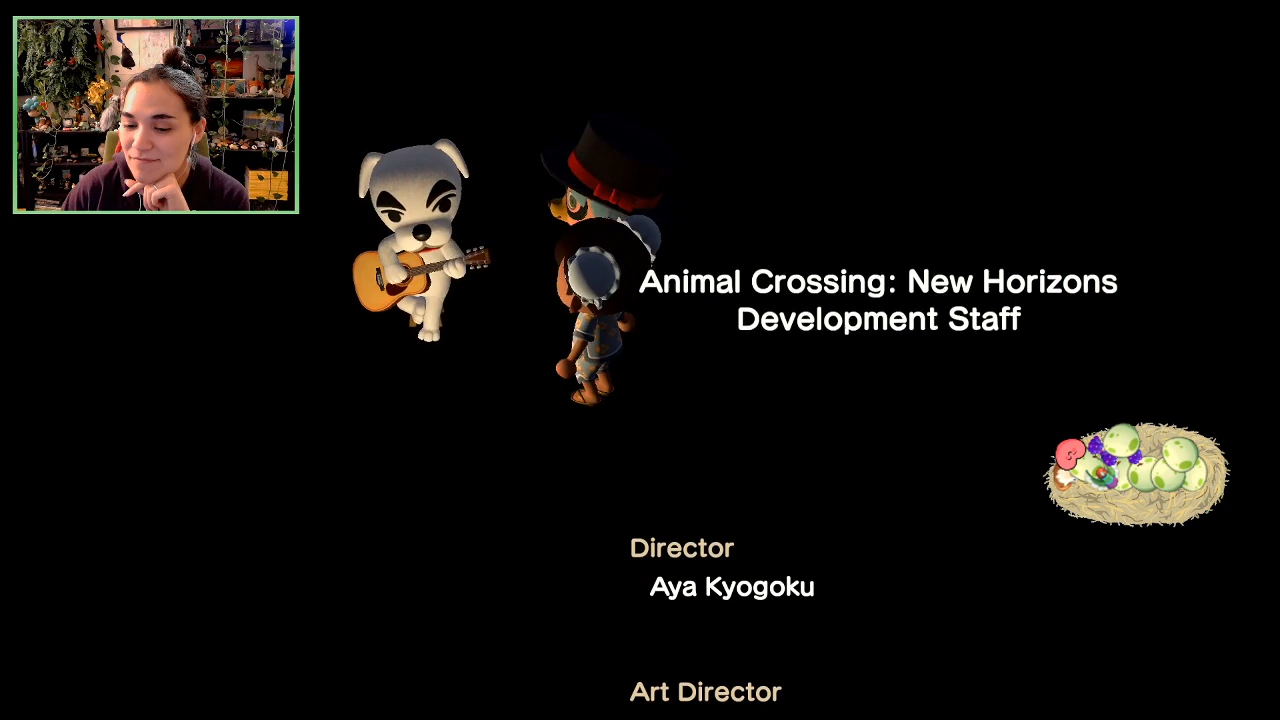 Animal Crossing: New Horizons
Development Staff
Director
Aya Kyogoku
Art Director